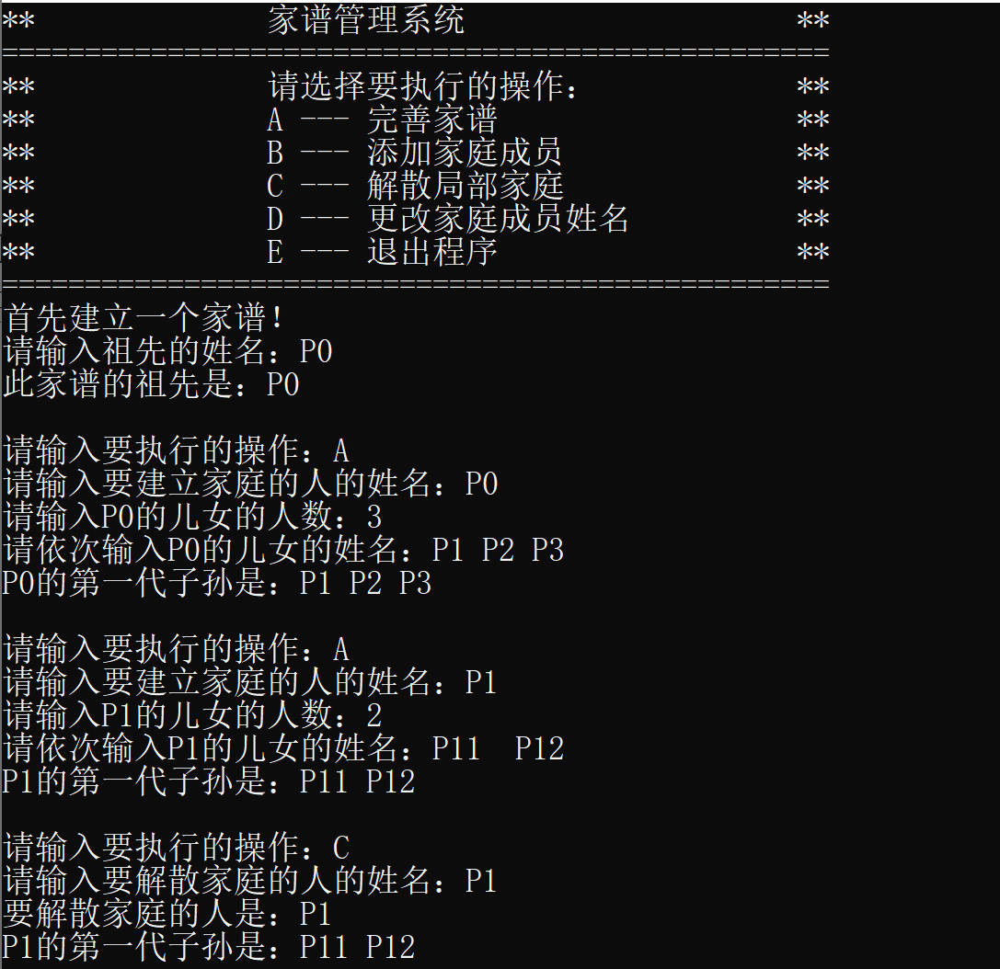 ** 家谱管理系统 **
==================================================
** 请选择要执行的操作： **
** A --- 完善家谱 **
** B --- 添加家庭成员 **
** C --- 解散局部家庭 **
** D --- 更改家庭成员姓名 **
** E --- 退出程序 **
==================================================
首先建立一个家谱！
请输入祖先的姓名：P0
此家谱的祖先是：P0
请输入要执行的操作：A
请输入要建立家庭的人的姓名：P0
请输入P0的儿女的人数：3
请依次输入P0的儿女的姓名：P1 P2 P3
P0的第一代子孙是：P1 P2 P3
请输入要执行的操作：A
请输入要建立家庭的人的姓名：P1
请输入P1的儿女的人数：2
请依次输入P1的儿女的姓名：P11  P12
P1的第一代子孙是：P11 P12
请输入要执行的操作：C
请输入要解散家庭的人的姓名：P1
要解散家庭的人是：P1
P1的第一代子孙是：P11 P12